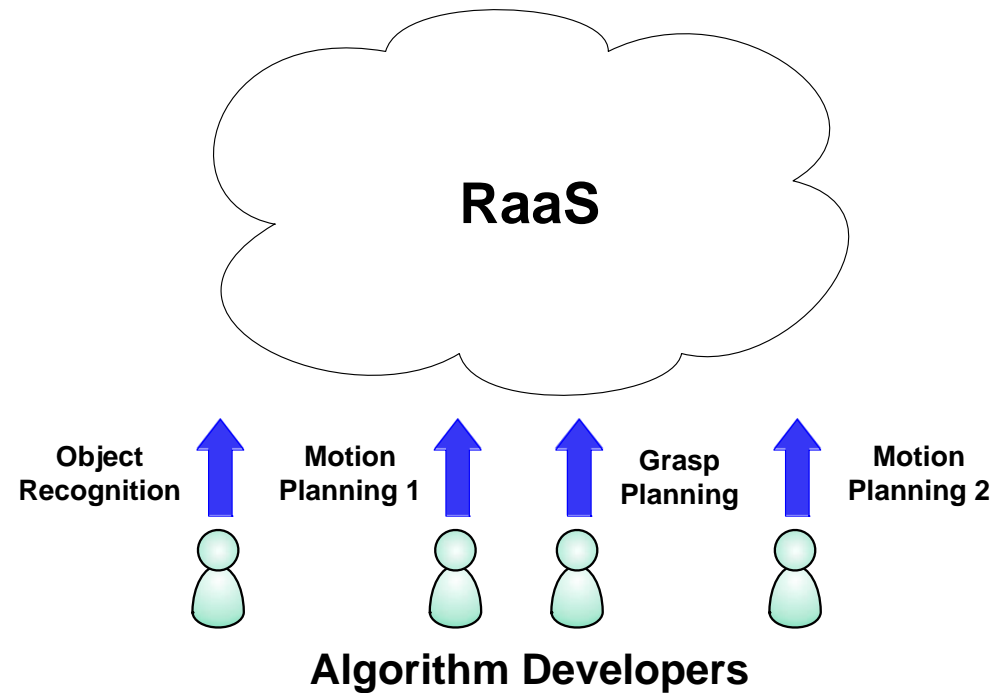 RaaS
Object
Recognition
Motion
Planning 1
Grasp
Planning
Motion
Planning 2
Algorithm Developers